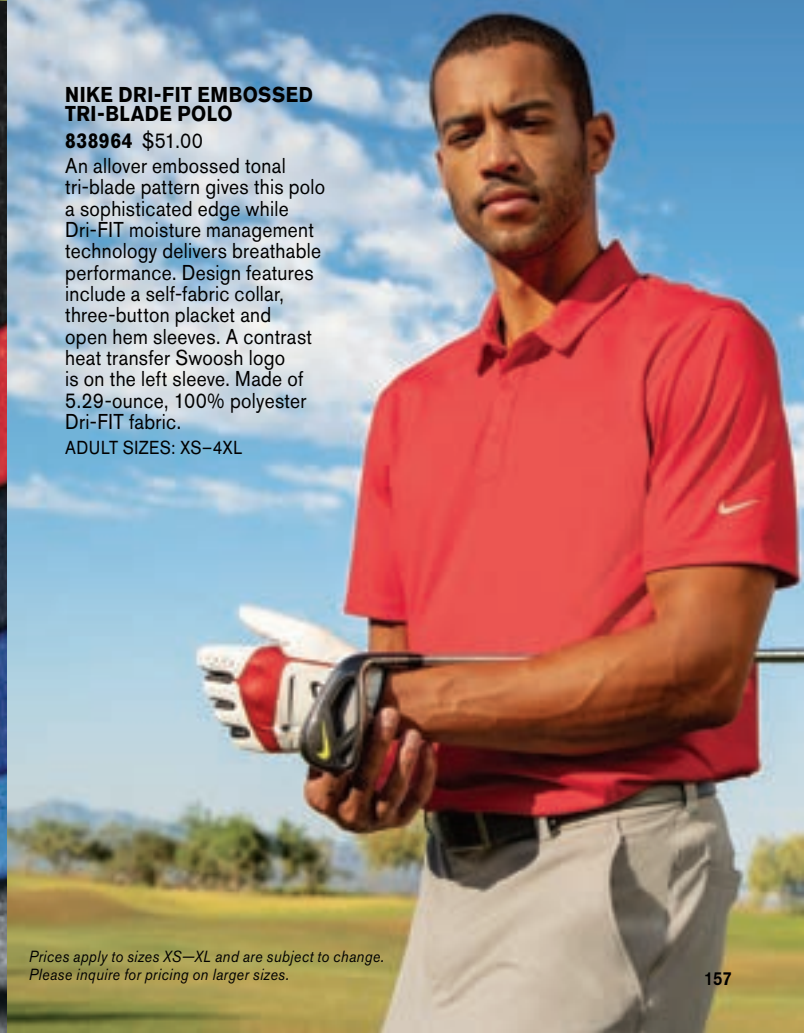 NIKE DRI-FIT EMBOSSED
TRI-BLADE POLO
838964 $51.00
An allover embossed tonal
tri-blade pattern gives this polo
a sophisticated edge while
Dri-FIT moisture management
technology delivers breathable
performance. Design features
include a self-fabric collar,
three-button placket and
open hem sleeves. A contrast
heat transfer Swoosh logo
is on the left sleeve. Made of
5.29-ounce, 100% polyester
Dri-FIT fabric.
ADULT SIZES: XS–4XL
Prices apply to sizes XS—XL and are subject to change.
Please inquire for pricing on larger sizes.
157